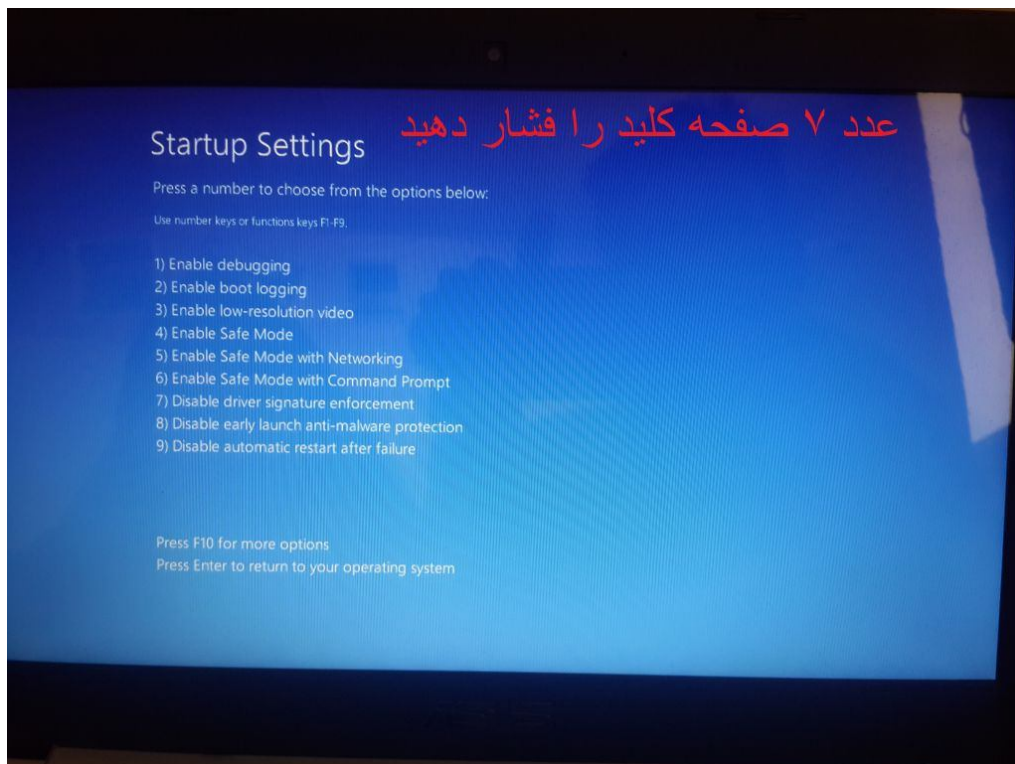 عدد ۷ صفحه کلید را فشار دهید
Startup Settings
Press a number to choose from the options below:
Use number keys or functions keys F1-F9.
1) Enable debugging
2) Enable boot logging
3) Enable low-resolution video
4) Enable Safe Mode
5) Enable Safe Mode with Networking
6) Enable Safe Mode with Command Prompt
7) Disable driver signature enforcement
8) Disable early launch anti-malware protection
9) Disable automatic restart after failure
Press F10 for more options
Press Enter to return to your operating system